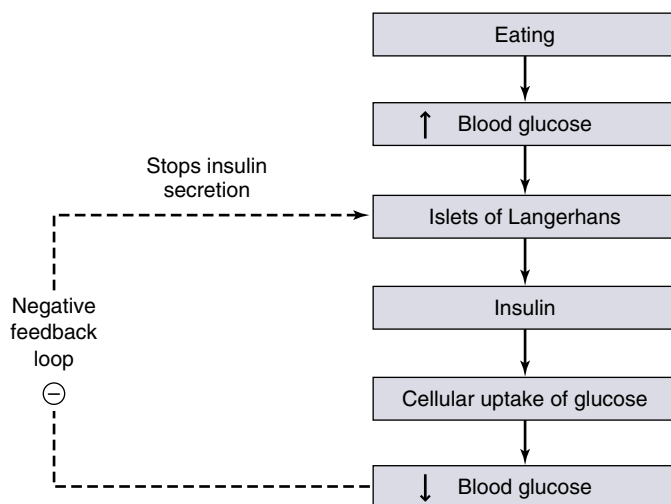 Eating
↑ Blood glucose
Stops insulin
secretion
Islets of Langerhans
Insulin
Negative
feedback
loop
−
Cellular uptake of glucose
↓ Blood glucose